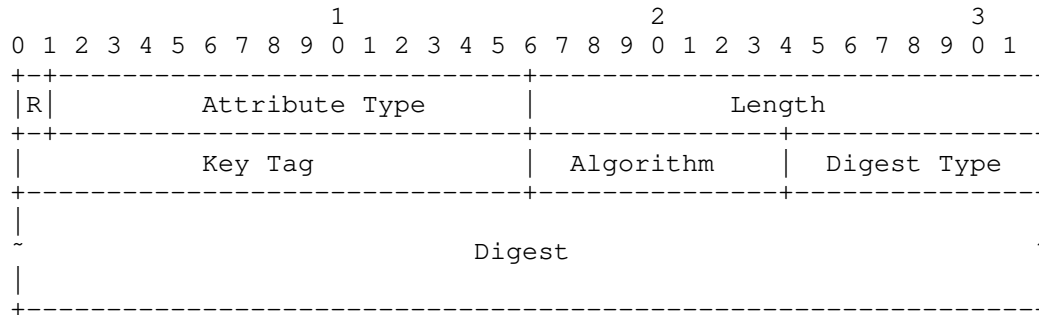 1                   2                   3
0 1 2 3 4 5 6 7 8 9 0 1 2 3 4 5 6 7 8 9 0 1 2 3 4 5 6 7 8 9 0 1
+-+-----------------------------+-------------------------------
|R|         Attribute Type      |            Length
+-+-----------------------------+---------------+---------------
|           Key Tag             |  Algorithm    |  Digest Type
+-------------------------------+---------------+---------------
|
~                            Digest                             ~
|
+---------------------------------------------------------------